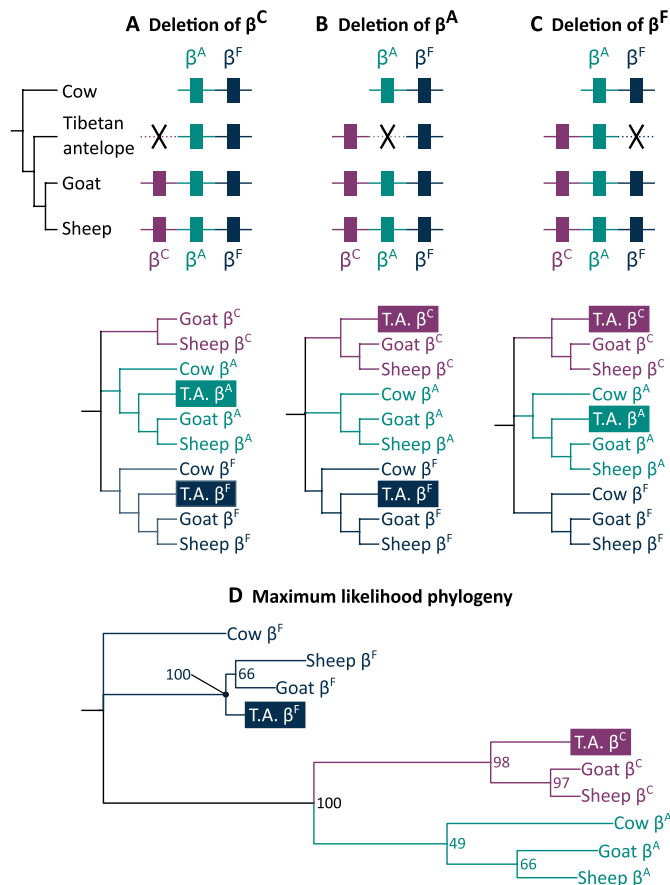 A Deletion of βᶜ
B Deletion of βᴬ
C Deletion of βF
βᴬ βF
βᴬ βF
βᴬ βF
Cow
Tibetan
antelope
Goat
Sheep
βC βA βF
βC βA βF
βC βA βF
Goat βC
Sheep βC
Cow βA
T.A. βA
Goat βA
Sheep βA
Cow βF
T.A. βF
Goat βF
Sheep βF
T.A. βC
Goat βC
Sheep βC
Cow βA
Goat βA
Sheep βA
Cow βF
T.A. βF
Goat βF
Sheep βF
T.A. βC
Goat βC
Sheep βC
Cow βA
T.A. βA
Goat βA
Sheep βA
Cow βF
Goat βF
Sheep βF
D Maximum likelihood phylogeny
Cow βF
Sheep βF
100
66
Goat βF
T.A. βF
T.A. βC
98
Goat βC
97
Sheep βC
100
Cow βA
49
Goat βA
66
Sheep βA